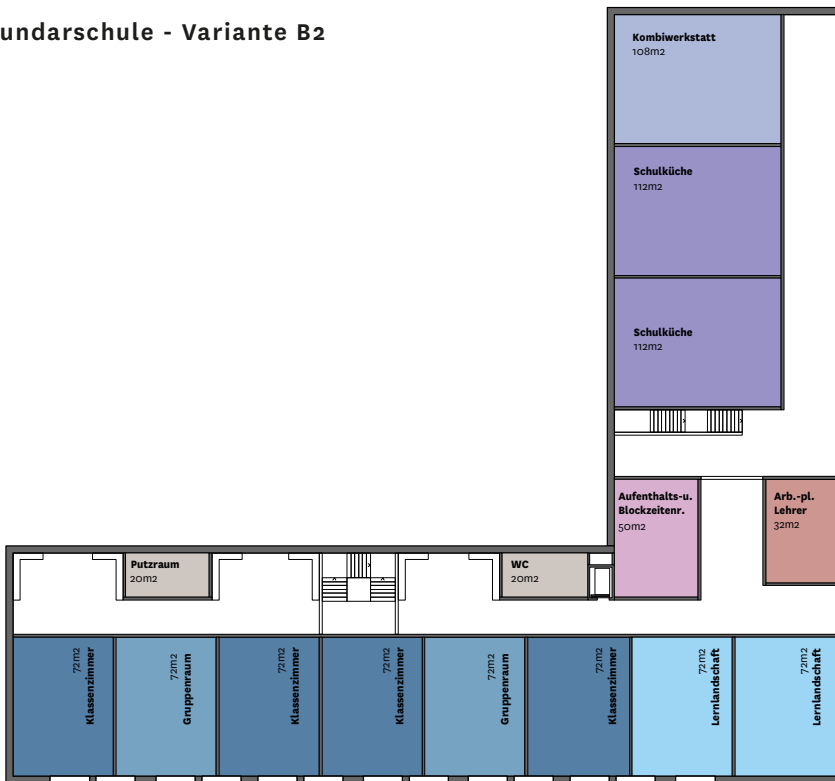 undarschule - Variante B2
Kombiwerkstatt
108m2
Schulküche
112m2
Schulküche
112m2
Aufenthalts-u.
Blockzeitenr.
50m2
Arb.-pl.
Lehrer
32m2
Putzraum
20m2
WC
20m2
72m2
Klassenzimmer
72m2
Gruppenraum
72m2
Klassenzimmer
72m2
Klassenzimmer
72m2
Gruppenraum
72m2
Klassenzimmer
72m2
Lernlandschaft
72m2
Lernlandschaft